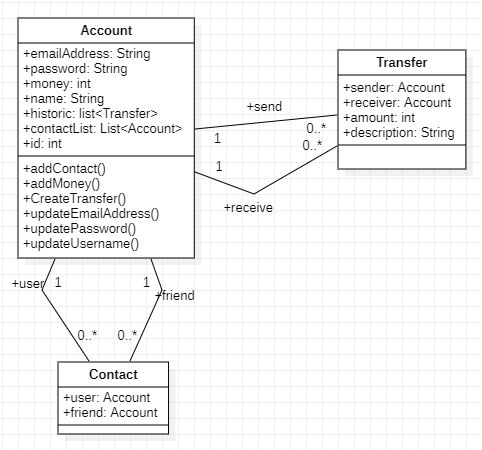 Account
+emailAddress: String
+password: String
+money: int
+name: String
+historic: list<Transfer>
+contactList: List<Account>
+id: int
+addContact()
+addMoney()
+CreateTransfer()
+updateEmailAddress()
+updatePassword()
+updateUsername()
Transfer
+sender: Account
+receiver: Account
+amount: int
+description: String
+send
1
0..*
1
0..*
+receive
+user
1
1
+friend
0..*
0..*
Contact
+user: Account
+friend: Account